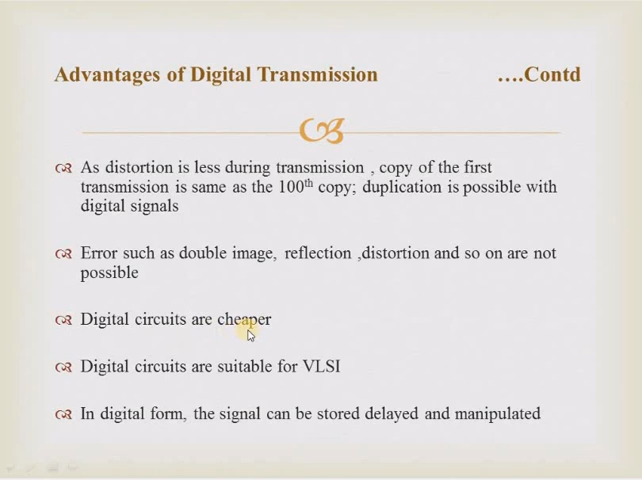 Advantages of Digital Transmission ….Contd
As distortion is less during transmission , copy of the first
transmission is same as the 100th copy; duplication is possible with
digital signals
Error such as double image, reflection ,distortion and so on are not
possible
Digital circuits are cheaper
Digital circuits are suitable for VLSI
In digital form, the signal can be stored delayed and manipulated